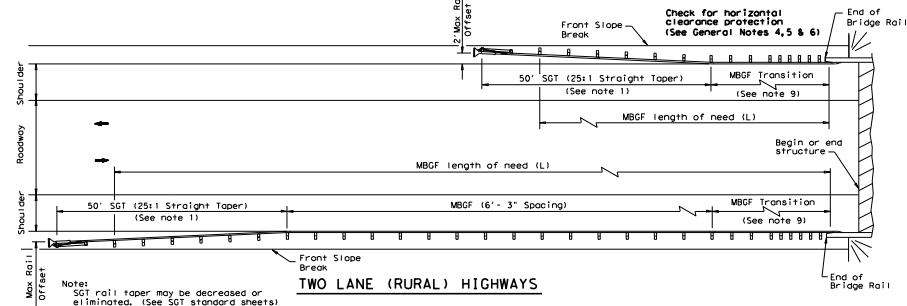 2' Max Ra
Offset
Front Slope
Break
Check for horizontal
clearance protection
(See General Notes 4,5 & 6)
End of
Bridge Rail
Shoulder
50' SGT (25:1 Straight Taper)
(See note 1)
MBGF Transition
(See note 9)
MBGF length of need (L)
Roadway
Begin or end
structure
MBGF length of need (L)
Shoulder
50' SGT (25:1 Straight Taper)
(See note 1)
MBGF (6'- 3" Spacing)
MBGF Transition
(See note 9)
Max Rail
Offset
Front Slope
Break
End of
Bridge Rail
Note:
SGT rail taper may be decreased or
eliminated. (See SGT standard sheets)
TWO LANE (RURAL) HIGHWAYS